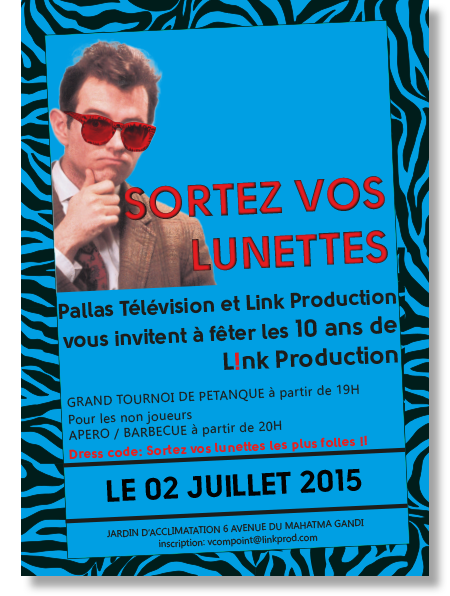 SORTEZ VOS
LUNETTES
Pallas Télévision et Link Production
vous invitent à fêter les 10 ans de
L!nk Production
GRAND TOURNOI DE PETANQUE à partir de 19H
Pour les non joueurs
APERO / BARBECUE à partir de 20H
Dress code: Sortez vos lunettes les plus folles !!
LE 02 JUILLET 2015
JARDIN D'ACCLIMATATION 6 AVENUE DU MAHATMA GANDI
inscription: vcompoint@linkprod.com